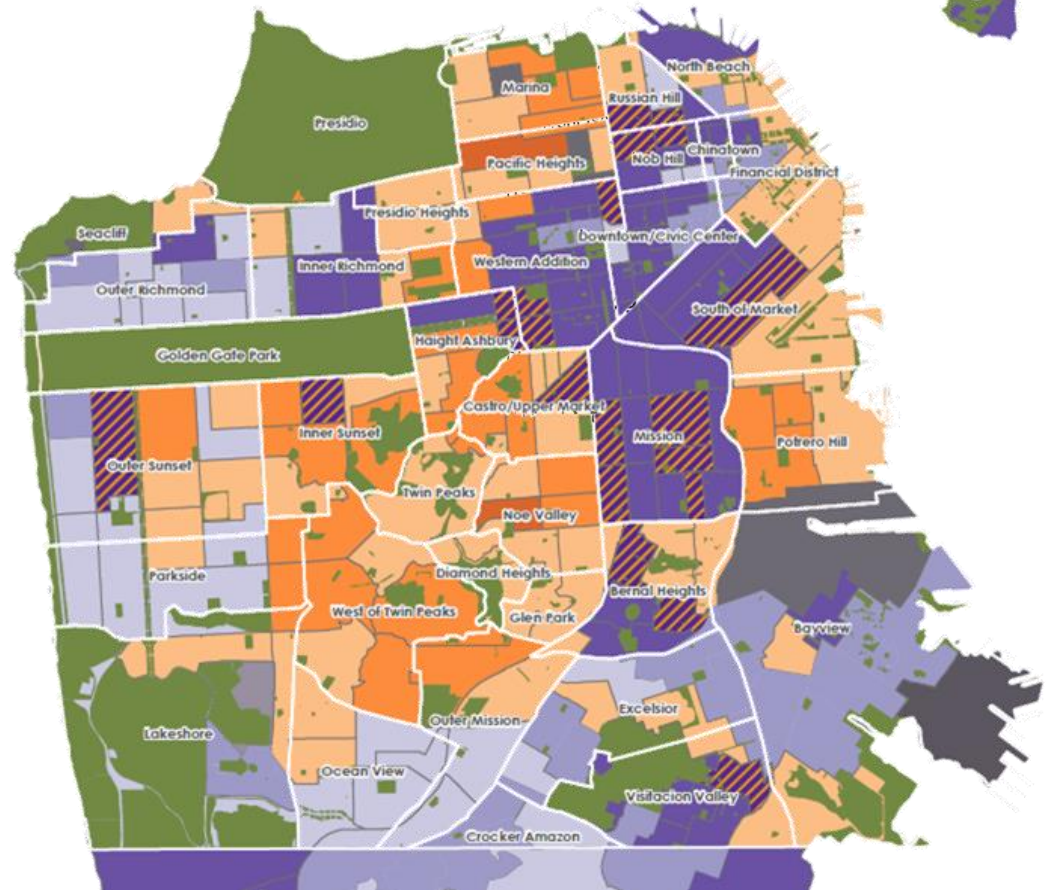 North Beach
Marina
Russian Hill
Presidio
Chinatown
Nob Hill
Pacific Heights
Financial District
Presidio Heights
Seacliff
Downtown/Civic Center
Western Addition
Inner Richmond
Outer Richmond
South of Market
Haight Ashbury
Golden Gate Park
Castro/Upper Market
Inner Sunset
Mission
Potrero Hill
Outer Sunset
Twin Peaks
Noe Valley
Diamond Heights
Parkside
Bernal Heights
West of Twin Peaks
Glen Park
Bayview
Excelsior
Outer Mission
Lakeshore
Ocean View
Visitacion Valley
Crocker Amazon